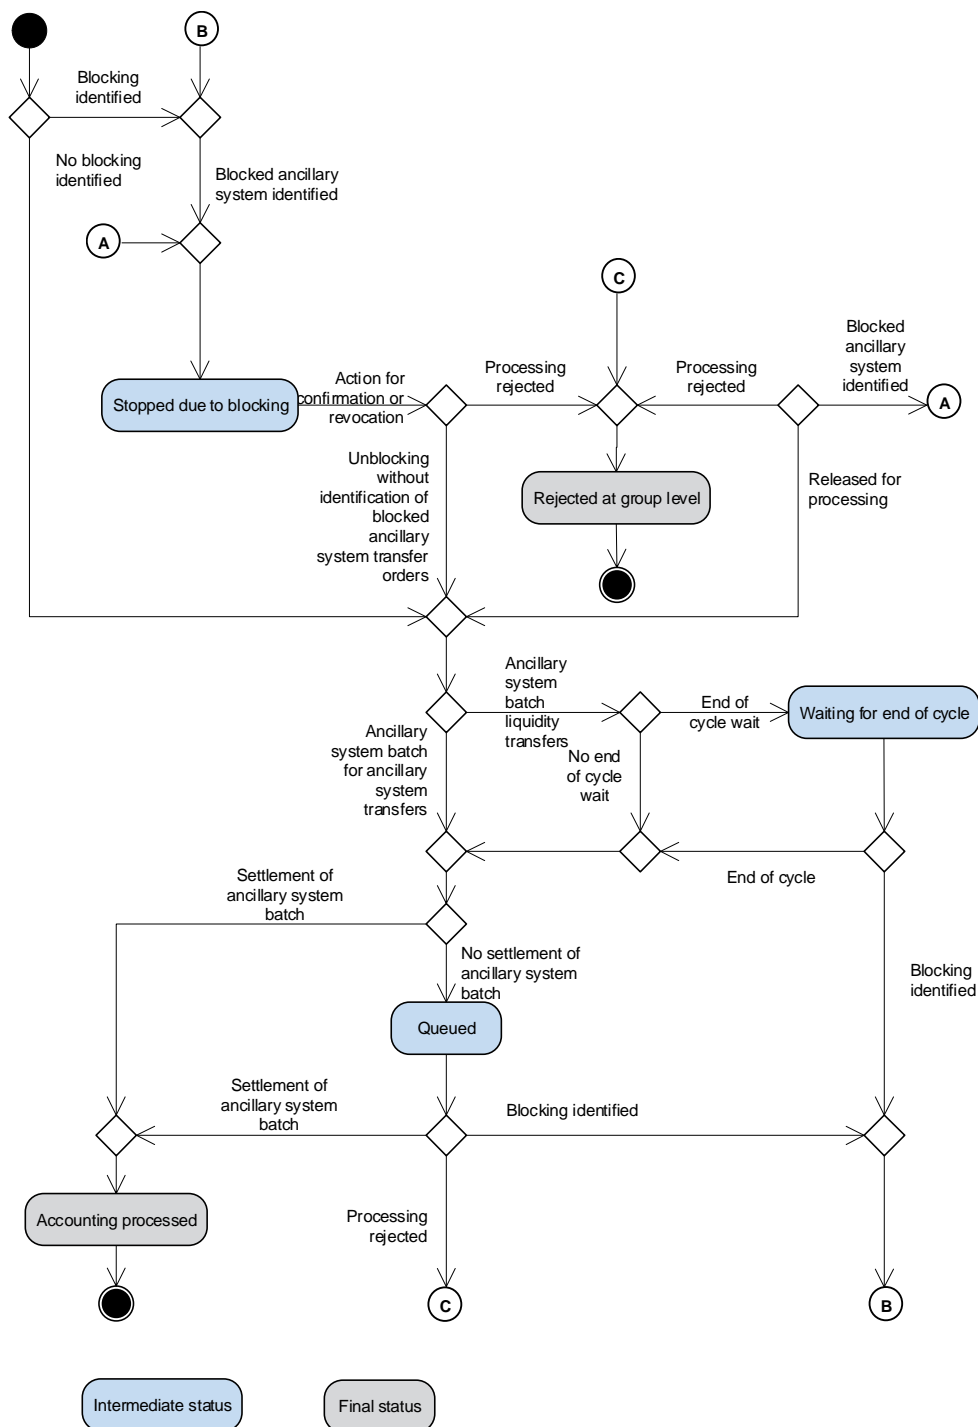 B
Blocking
identified
No blocking
identified
Blocked ancillary
system identified
A
C
Blocked
ancillary
system
identified
Processing
rejected
Processing
rejected
Action for
confirmation or
revocation
A
Stopped due to blocking
Unblocking
without
identification of
blocked
ancillary
system transfer
orders
Rejected at group level
Released for
processing
Ancillary
system
batch
liquidity
transfers
End of
cycle wait
Waiting for end of cycle
Ancillary
system batch
for ancillary
system
transfers
No end
of cycle
wait
End of cycle
Settlement of
ancillary system
batch
No settlement of
ancillary system
batch
Blocking
identified
Queued
Settlement of
ancillary system
batch
Blocking identified
Accounting processed
Processing
rejected
C
B
Intermediate status
Final status